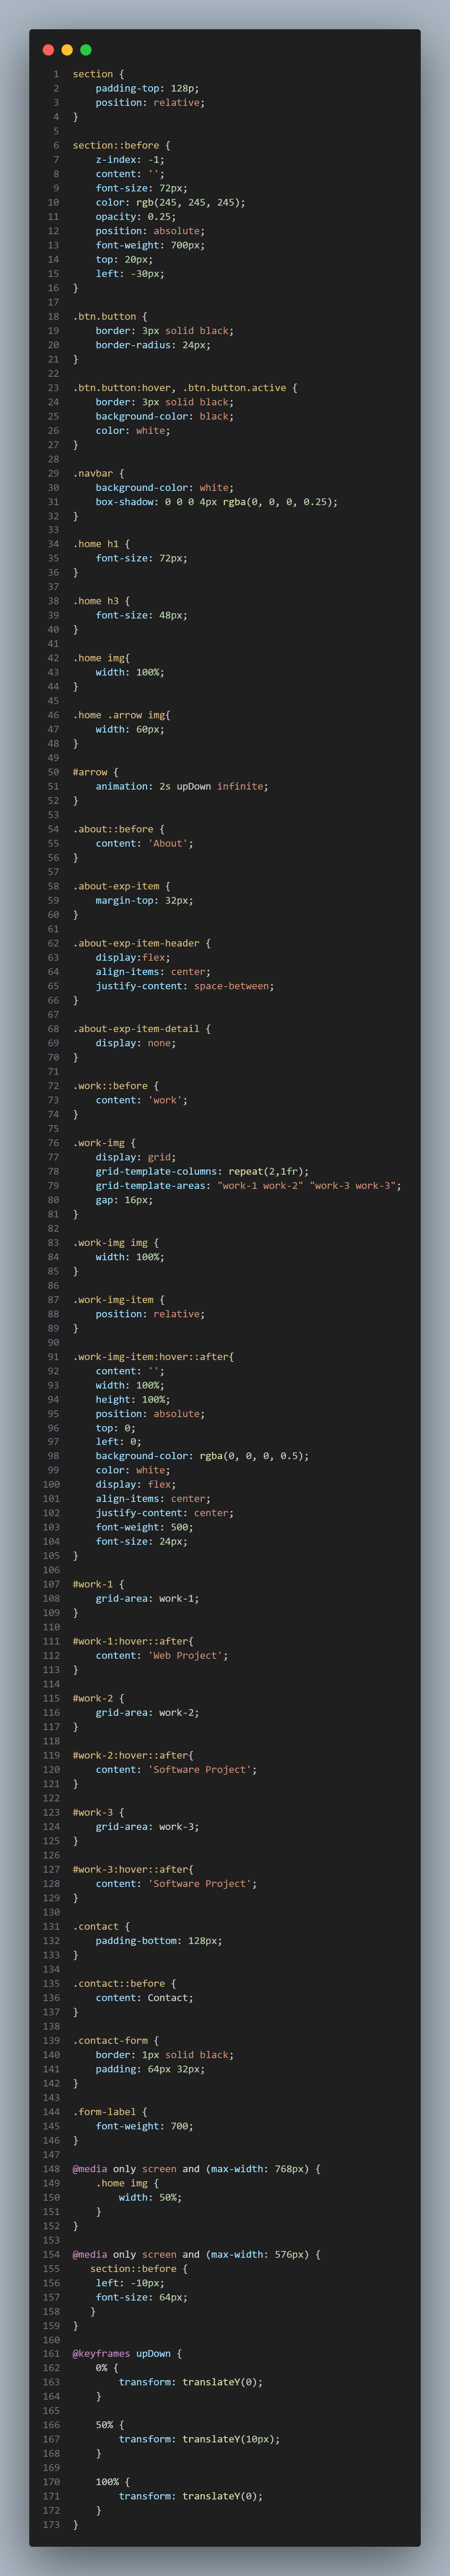 1 section {
2     padding-top: 128p;
3     position: relative;
4 }
5
6 section::before {
7     z-index: -1;
8     content: '';
9     font-size: 72px;
10     color: rgb(245, 245, 245);
11     opacity: 0.25;
12     position: absolute;
13     font-weight: 700px;
14     top: 20px;
15     left: -30px;
16 }
17
18 .btn.button {
19     border: 3px solid black;
20     border-radius: 24px;
21 }
22
23 .btn.button:hover, .btn.button.active {
24     border: 3px solid black;
25     background-color: black;
26     color: white;
27 }
28
29 .navbar {
30     background-color: white;
31     box-shadow: 0 0 0 4px rgba(0, 0, 0, 0.25);
32 }
33
34 .home h1 {
35     font-size: 72px;
36 }
37
38 .home h3 {
39     font-size: 48px;
40 }
41
42 .home img{
43     width: 100%;
44 }
45
46 .home .arrow img{
47     width: 60px;
48 }
49
50 #arrow {
51     animation: 2s upDown infinite;
52 }
53
54 .about::before {
55     content: 'About';
56 }
57
58 .about-exp-item {
59     margin-top: 32px;
60 }
61
62 .about-exp-item-header {
63     display:flex;
64     align-items: center;
65     justify-content: space-between;
66 }
67
68 .about-exp-item-detail {
69     display: none;
70 }
71
72 .work::before {
73     content: 'work';
74 }
75
76 .work-img {
77     display: grid;
78     grid-template-columns: repeat(2,1fr);
79     grid-template-areas: "work-1 work-2" "work-3 work-3";
80     gap: 16px;
81 }
82
83 .work-img img {
84     width: 100%;
85 }
86
87 .work-img-item {
88     position: relative;
89 }
90
91 .work-img-item:hover::after{
92     content: '';
93     width: 100%;
94     height: 100%;
95     position: absolute;
96     top: 0;
97     left: 0;
98     background-color: rgba(0, 0, 0, 0.5);
99     color: white;
100     display: flex;
101     align-items: center;
102     justify-content: center;
103     font-weight: 500;
104     font-size: 24px;
105 }
106
107 #work-1 {
108     grid-area: work-1;
109 }
110
111 #work-1:hover::after{
112     content: 'Web Project';
113 }
114
115 #work-2 {
116     grid-area: work-2;
117 }
118
119 #work-2:hover::after{
120     content: 'Software Project';
121 }
122
123 #work-3 {
124     grid-area: work-3;
125 }
126
127 #work-3:hover::after{
128     content: 'Software Project';
129 }
130
131 .contact {
132     padding-bottom: 128px;
133 }
134
135 .contact::before {
136     content: Contact;
137 }
138
139 .contact-form {
140     border: 1px solid black;
141     padding: 64px 32px;
142 }
143
144 .form-label {
145     font-weight: 700;
146 }
147
148 @media only screen and (max-width: 768px) {
149     .home img {
150         width: 50%;
151     }
152 }
153
154 @media only screen and (max-width: 576px) {
155    section::before {
156     left: -10px;
157     font-size: 64px;
158    }
159 }
160
161 @keyframes upDown {
162     0% {
163         transform: translateY(0);
164     }
165
166     50% {
167         transform: translateY(10px);
168     }
169
170     100% {
171         transform: translateY(0);
172     }
173 }